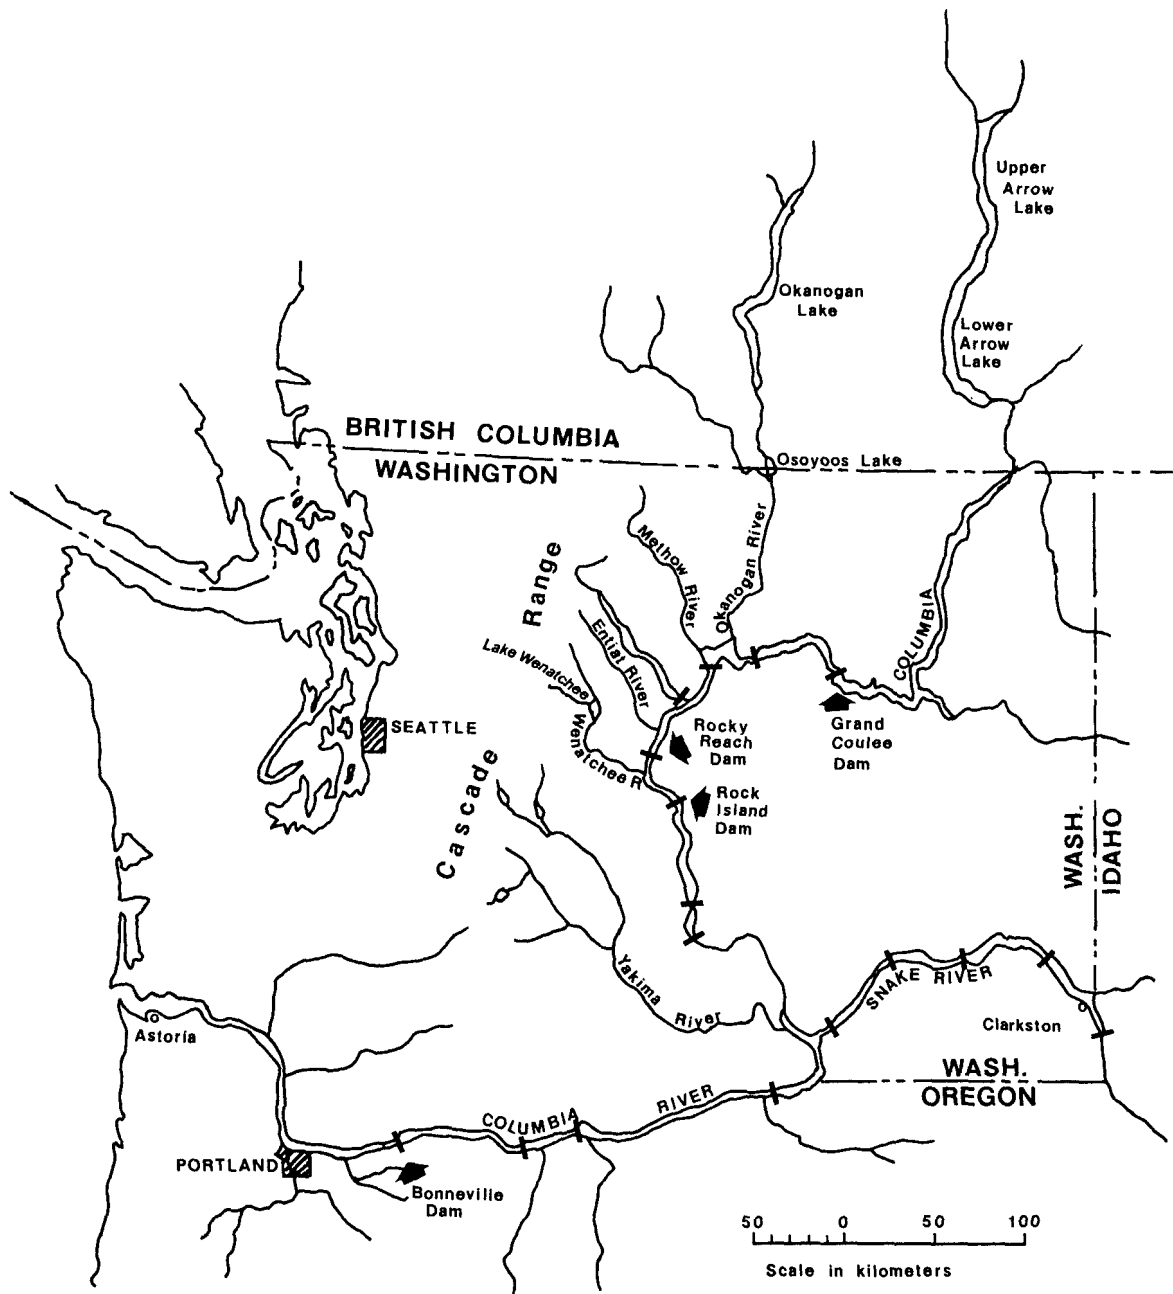 Upper
Arrow
Lake
Okanogan
Lake
Lower
Arrow
Lake
BRITISH COLUMBIA
WASHINGTON
Osoyoos Lake
Methow River
Okanogan River
Range
Entiat River
Lake Wenatchee
Wenatchee R
COLUMBIA
SEATTLE
Rocky
Reach
Dam
Grand
Coulee
Dam
Rock
Island
Dam
Cascade
WASH.
IDAHO
Yakima
River
SNAKE RIVER
Clarkston
Astoria
WASH.
OREGON
COLUMBIA
RIVER
PORTLAND
Bonneville
Dam
50 0 50 100
Scale in kilometers